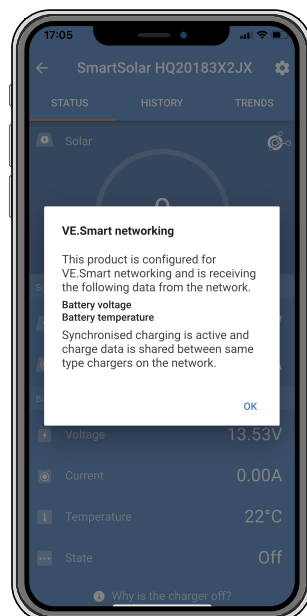 17:05
SmartSolar HQ20183X2JX
STATUS HISTORY TRENDS
Solar
VE.Smart networking
This product is configured for
VE.Smart networking and is receiving
the following data from the network.
Battery voltage
Battery temperature
Synchronised charging is active and
charge data is shared between same
type chargers on the network.
OK
Voltage 13.53V
Current 0.00A
Temperature 22°C
State Off
Why is the charger off?